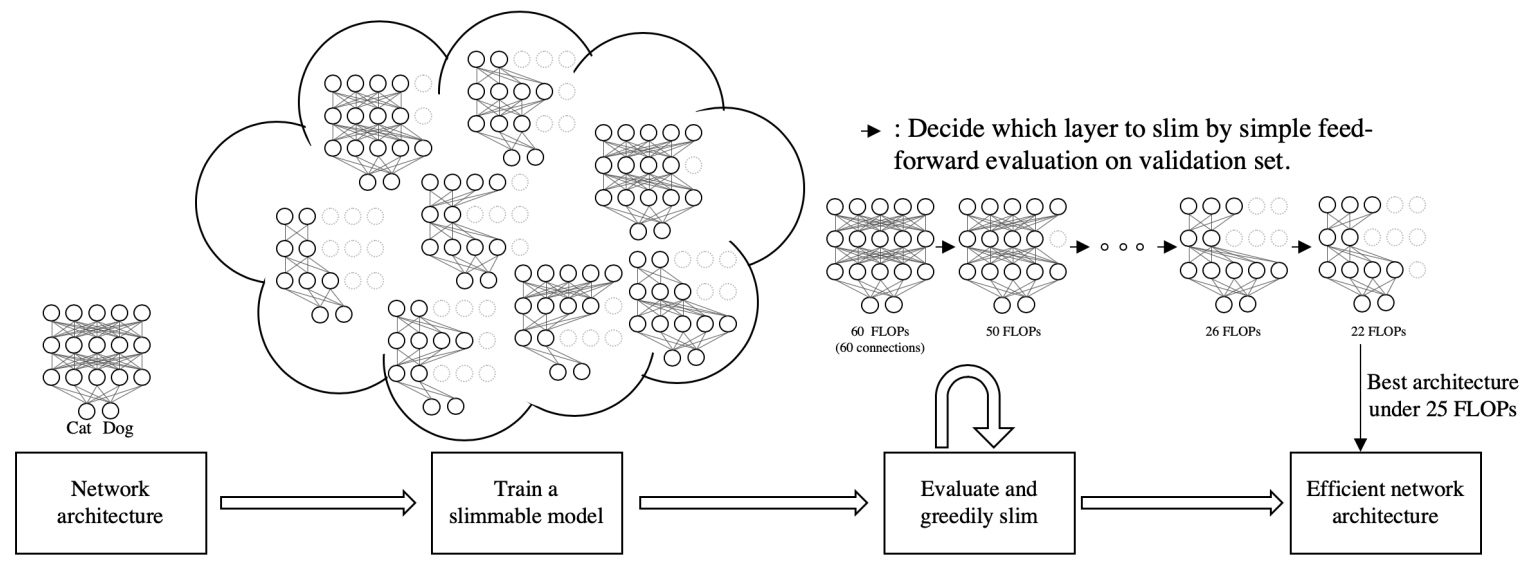 : Decide which layer to slim by simple feed-
forward evaluation on validation set.
60 FLOPs
(60 connections)
50 FLOPs
26 FLOPs
22 FLOPs
Best architecture
under 25 FLOPs
Cat Dog
Network
architecture
Train a
slimmable model
Evaluate and
greedily slim
Efficient network
architecture